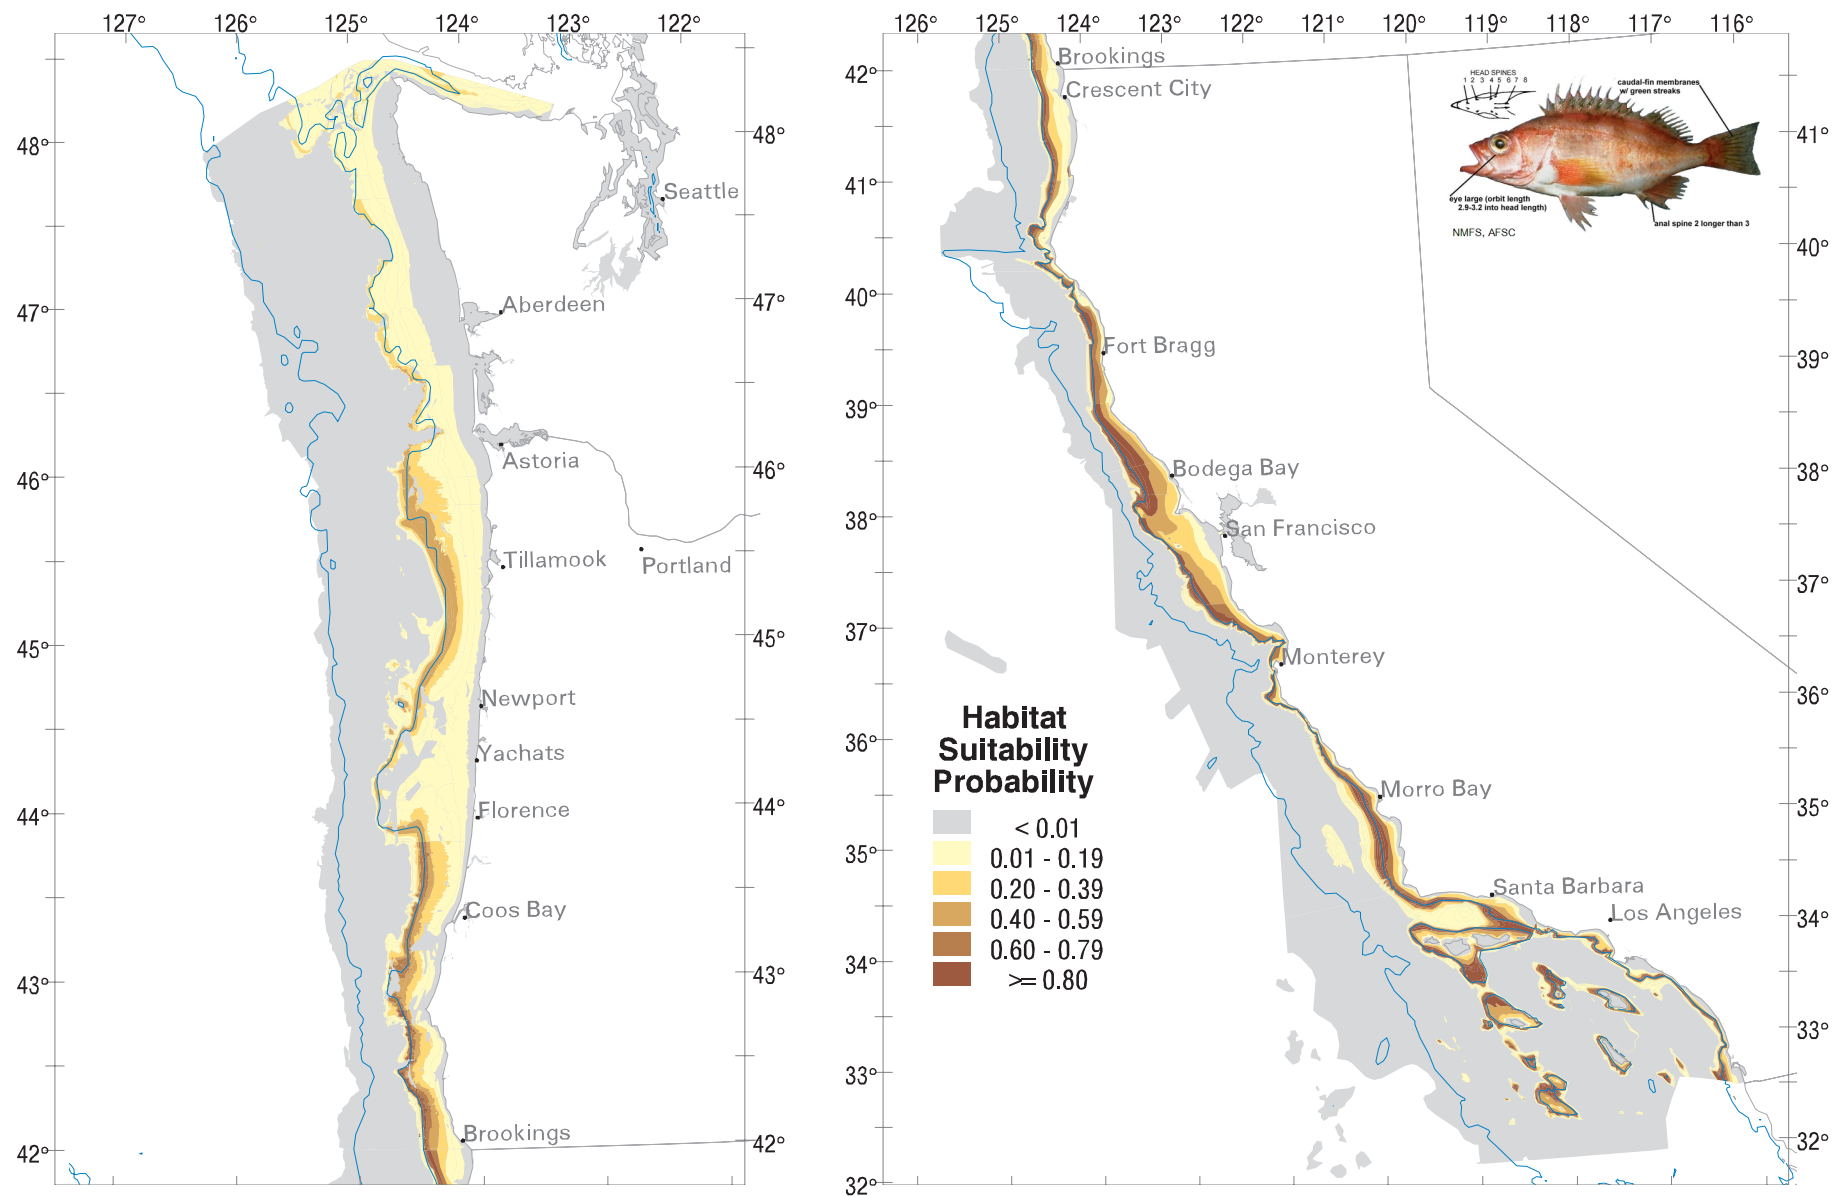 127° 126° 125° 124° 123° 122°
48° 48°
Seattle
47° 47°
Aberdeen
Astoria
46° 46°
Tillamook
Portland
45° 45°
Newport
Yachats
44° 44°
Florence
Coos Bay
43° 43°
Brookings
42° 42°
126° 125° 124° 123° 122° 121° 120° 119° 118° 117° 116°
42° 41°
Brookings
Crescent City
HEAD SPINES
1 2 3 4 5 6 7 8
caudal-fin membranes
w/ green streaks
eye large (orbit length
2.9-3.2 into head length)
anal spine 2 longer than 3
NMFS, AFSC
41° 40°
40° 39°
Fort Bragg
39° 38°
Bodega Bay
38° 37°
San Francisco
37° 36°
Monterey
36° 35°
Morro Bay
35° 34°
Santa Barbara
Los Angeles
34° 33°
33° 32°
32°
Habitat
Suitability
Probability
< 0.01
0.01 - 0.19
0.20 - 0.39
0.40 - 0.59
0.60 - 0.79
>= 0.80